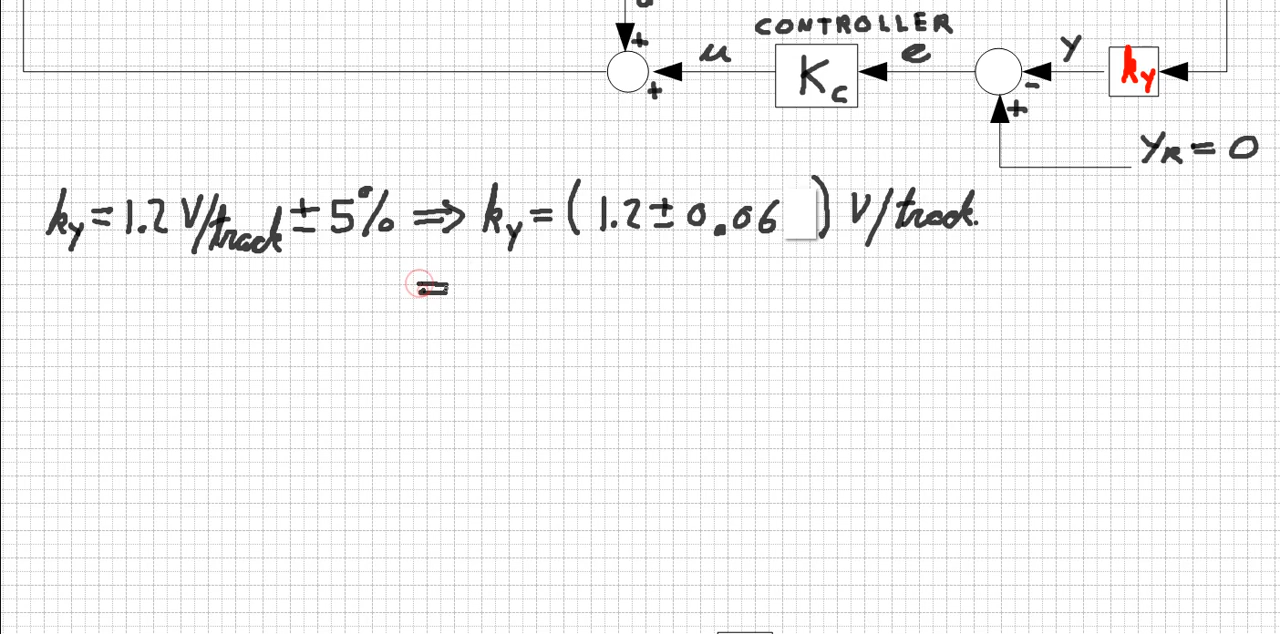 CONTROLLER
+ u K_c e y k_y
+ -
+ y_R = 0
k_y = 1.2 V/track ± 5% ⇒ k_y = ( 1.2 ± 0.06 ) V/track.
=